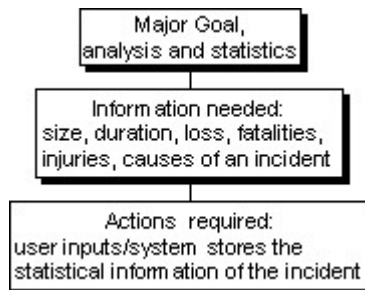 Major Goal,
analysis and statistics
Information needed:
size, duration, loss, fatalities,
injuries, causes of an incident
Actions required:
user inputs/system stores the
statistical information of the incident